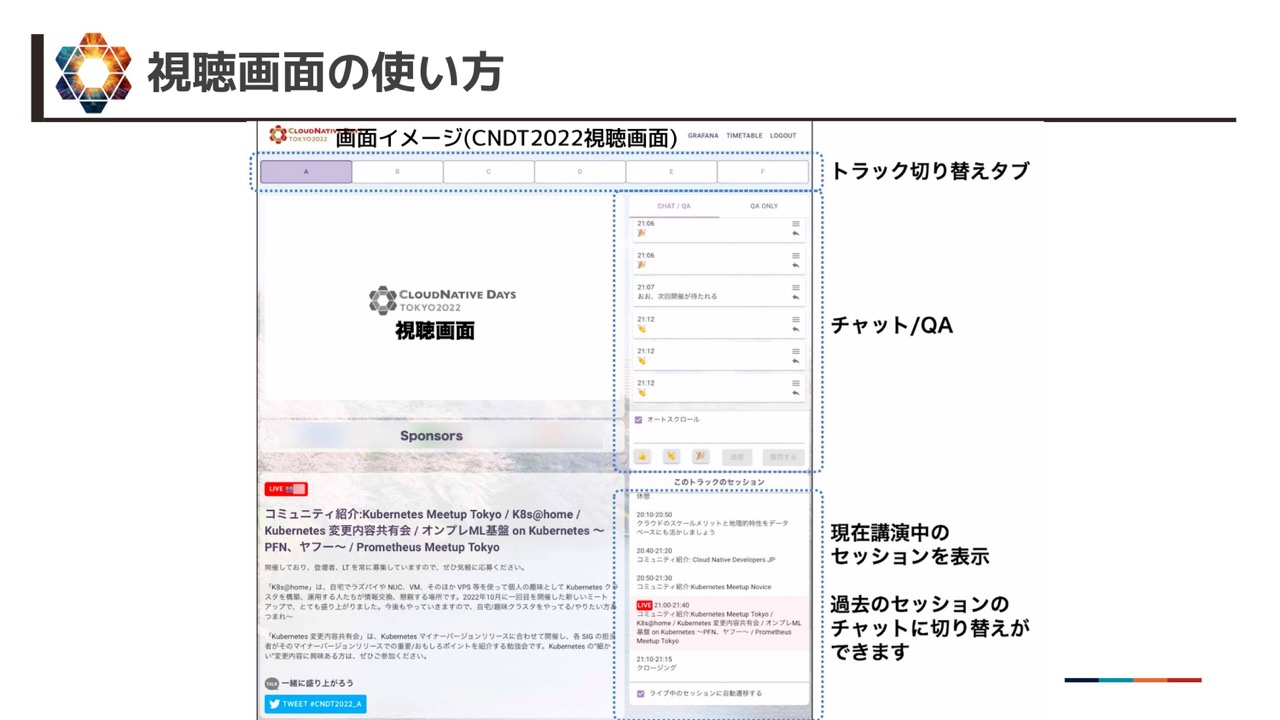 視聴画面の使い方
CLOUDNATIVE DAYS
TOKYO2022
画面イメージ(CNDT2022視聴画面)
GRAFANA TIMETABLE LOGOUT
A B C D E F
トラック切り替えタブ
CHAT / QA QA ONLY
21:06
21:06
21:07
おお、次回開催が待たれる
21:12
21:12
21:12
チャット/QA
CLOUDNATIVE DAYS
TOKYO2022
視聴画面
オートスクロール
送信 質問する
Sponsors
このトラックのセッション
休憩
20:10-20:50
クラウドのスケールメリットと地理的特性をデータ
ベースにも活かしましょう
20:40-21:20
コミュニティ紹介: Cloud Native Developers JP
20:50-21:30
コミュニティ紹介:Kubernetes Meetup Novice
LIVE 21:00-21:40
コミュニティ紹介:Kubernetes Meetup Tokyo /
K8s@home / Kubernetes 変更内容共有会 / オンプレML
基盤 on Kubernetes 〜PFN、ヤフー〜 / Prometheus
Meetup Tokyo
21:10-21:15
クロージング
ライブ中のセッションに自動遷移する
現在講演中の
セッションを表示
過去のセッションの
チャットに切り替えが
できます
LIVE
コミュニティ紹介:Kubernetes Meetup Tokyo / K8s@home /
Kubernetes 変更内容共有会 / オンプレML基盤 on Kubernetes 〜
PFN、ヤフー〜 / Prometheus Meetup Tokyo
開催しており、登壇者、LT を常に募集していますので、ぜひ気軽に応募ください。
「K8s@home」は、自宅でラズパイや NUC、VM、そのほか VPS 等を使って個人の趣味として Kubernetes クラ
スタを構築、運用する人たちが情報交換、懇親する場所です。2022年10月に一回目を開催した新しいミート
アップで、とても盛り上がりました。今後もやっていきますので、自宅/趣味クラスタをやってる/やりたい方あ
つまれ〜
「Kubernetes 変更内容共有会」は、Kubernetes マイナーバージョンリリースに合わせて開催し、各 SIG の担当
者がそのマイナーバージョンリリースでの重要/おもしろポイントを紹介する勉強会です。Kubernetes の"細か
い"変更内容に興味ある方は、ぜひご参加ください。
TALK 一緒に盛り上がろう
TWEET #CNDT2022_A